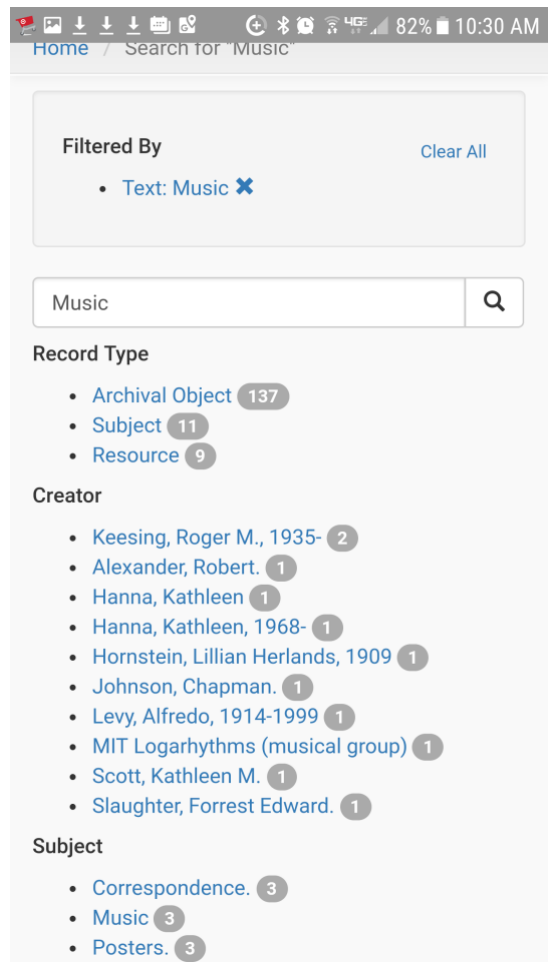 4GE 82% 10:30 AM
Home / Search for "Music"
Filtered By
Clear All
• Text: Music ✖
Music
Record Type
• Archival Object 137
• Subject 11
• Resource 9
Creator
• Keesing, Roger M., 1935- 2
• Alexander, Robert. 1
• Hanna, Kathleen 1
• Hanna, Kathleen, 1968- 1
• Hornstein, Lillian Herlands, 1909 1
• Johnson, Chapman. 1
• Levy, Alfredo, 1914-1999 1
• MIT Logarhythms (musical group) 1
• Scott, Kathleen M. 1
• Slaughter, Forrest Edward. 1
Subject
• Correspondence. 3
• Music 3
• Posters. 3